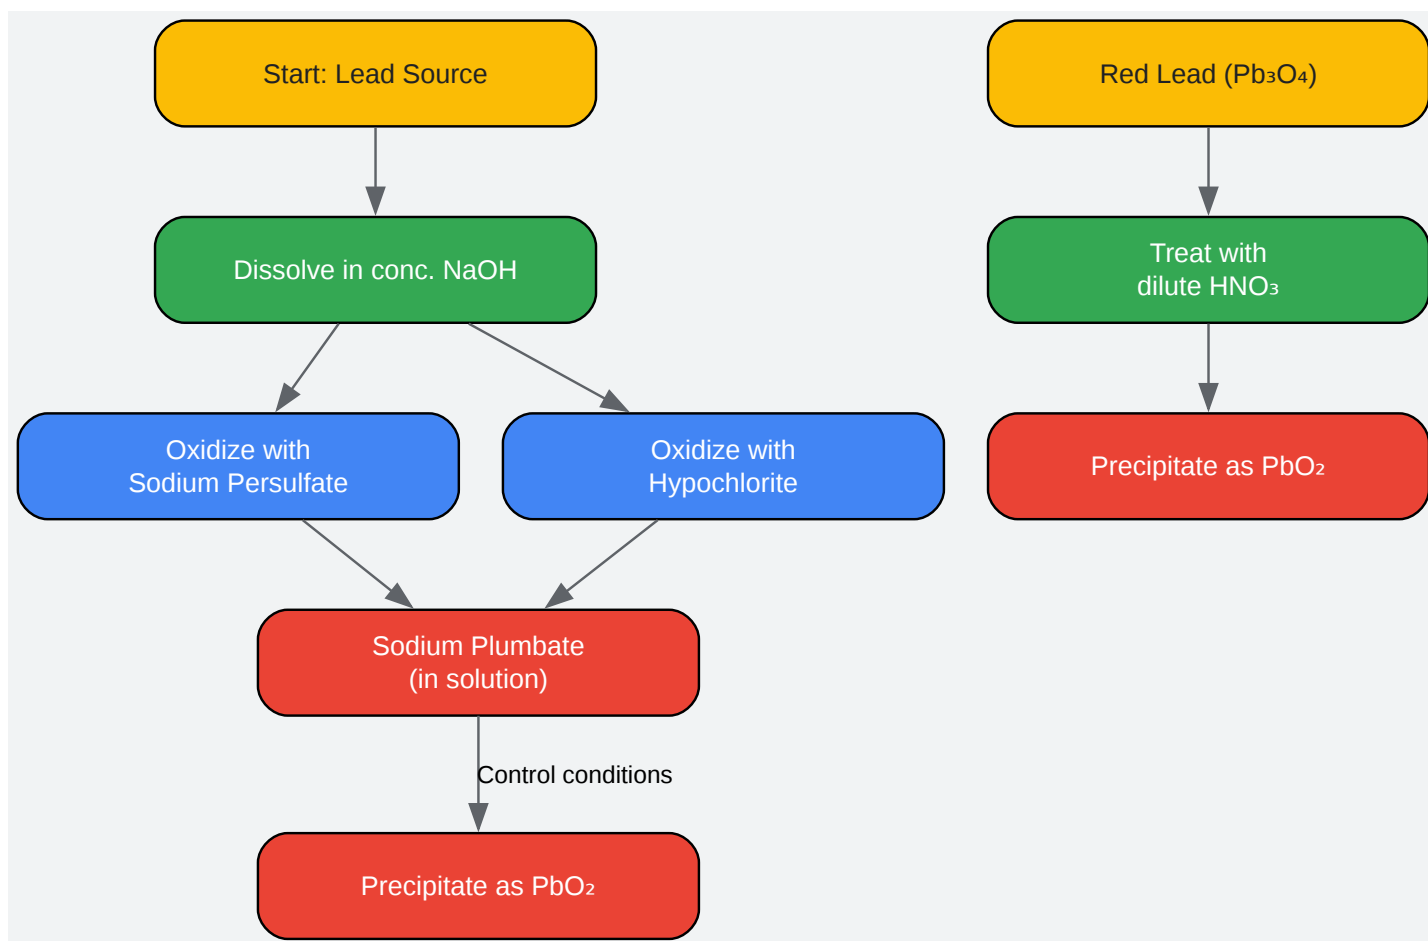 Start: Lead Source
Red Lead (Pb₃O₄)
Dissolve in conc. NaOH
Treat with
dilute HNO₃
Oxidize with
Sodium Persulfate
Oxidize with
Hypochlorite
Precipitate as PbO₂
Sodium Plumbate
(in solution)
Control conditions
Precipitate as PbO₂